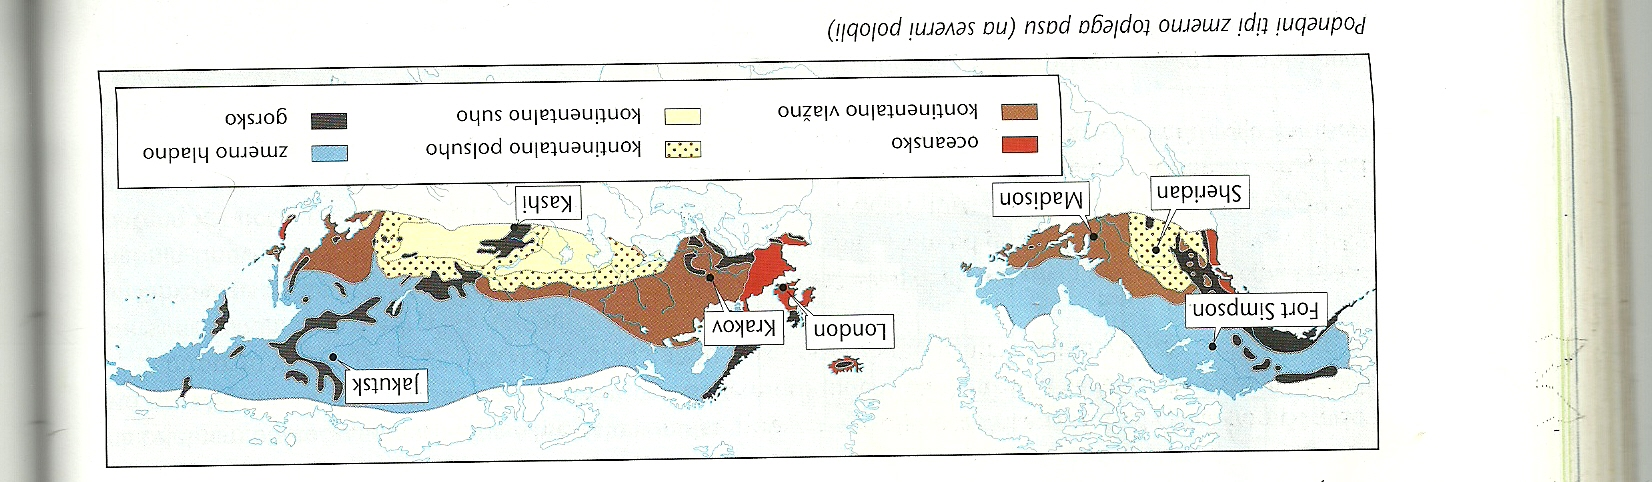 Jakutsk
Fort Simpson
London
Krakov
Sheridan
Madison
Kashi
oceansko
kontinentalno vlažno
kontinentalno polsuho
kontinentalno suho
zmerno hladno
gorsko
Podnebni tipi zmerno toplega pasu (na severni polobli)